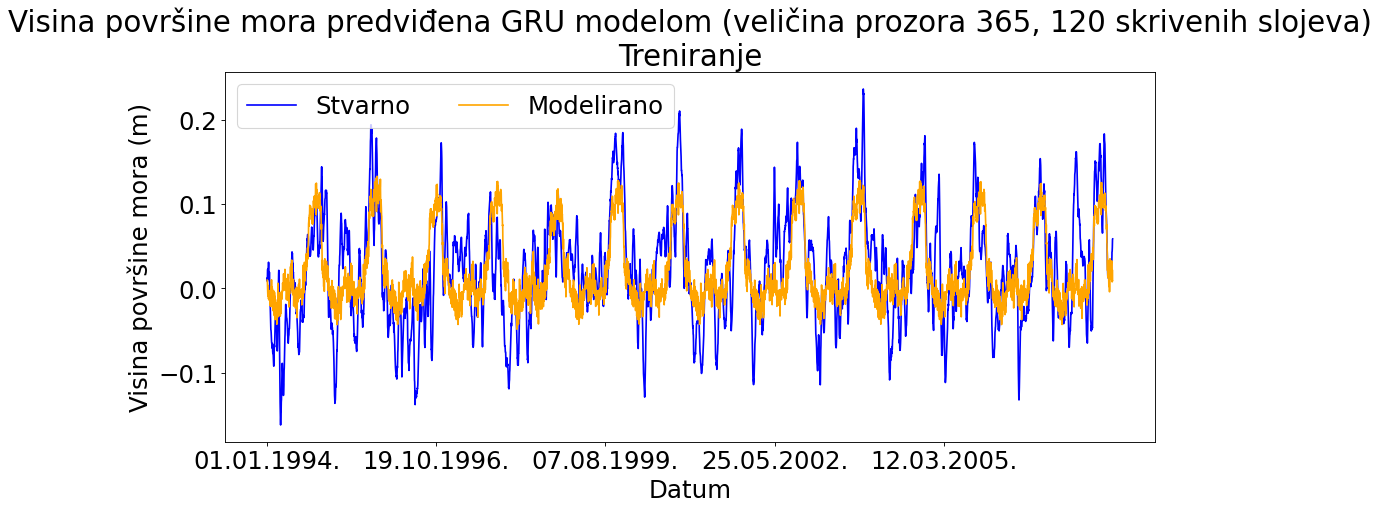 Visina površine mora predviđena GRU modelom (veličina prozora 365, 120 skrivenih slojeva)
Treniranje
Stvarno Modelirano
Visina površine mora (m)
0.2
0.1
0.0
−0.1
01.01.1994. 19.10.1996. 07.08.1999. 25.05.2002. 12.03.2005.
Datum